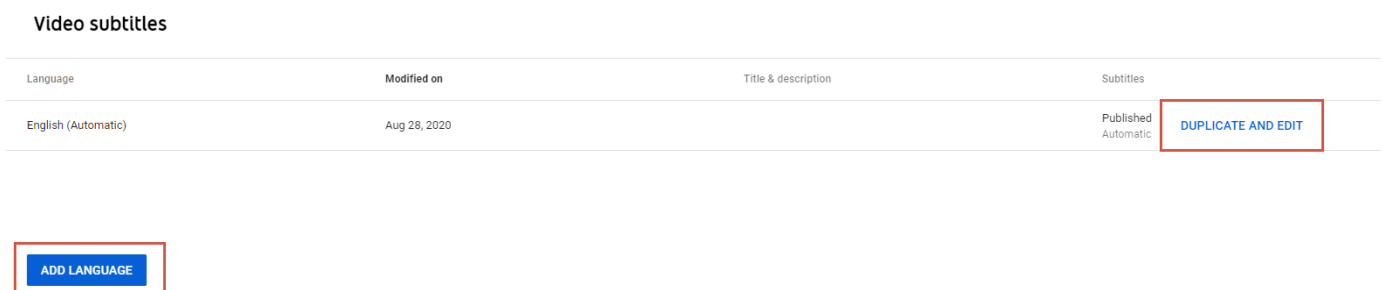 Video subtitles
Language Modified on Title & description Subtitles
English (Automatic) Aug 28, 2020 Published DUPLICATE AND EDIT
Automatic
ADD LANGUAGE